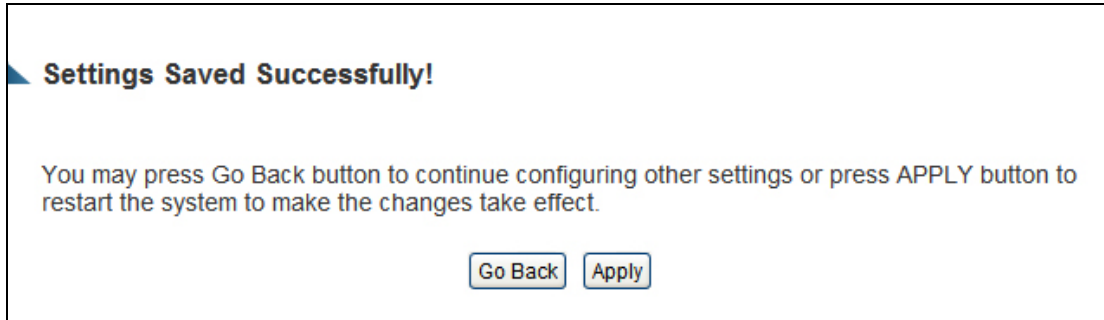 Settings Saved Successfully!
You may press Go Back button to continue configuring other settings or press APPLY button to
restart the system to make the changes take effect.
Go Back Apply